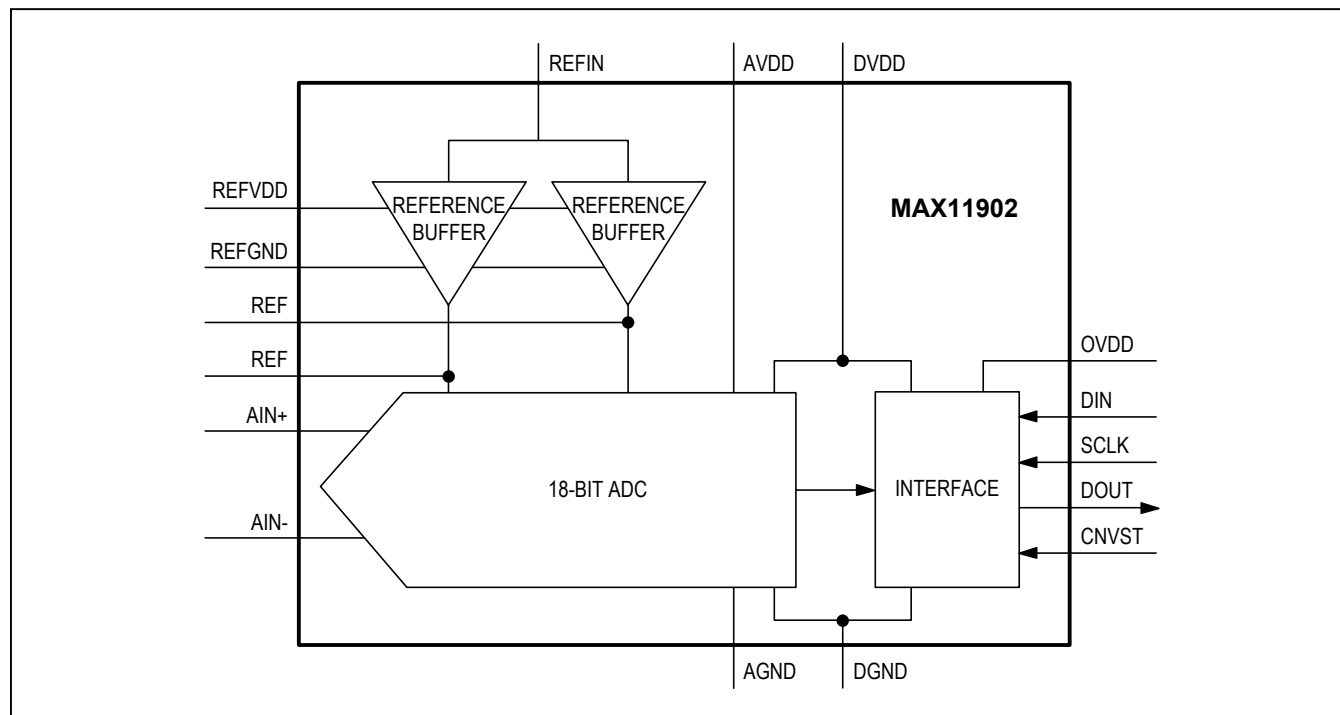 REFIN
AVDD
DVDD
REFVDD
REFERENCE
BUFFER
REFERENCE
BUFFER
MAX11902
REFGND
REF
REF
OVDD
AIN+
DIN
SCLK
18-BIT ADC
INTERFACE
DOUT
AIN-
CNVST
AGND
DGND